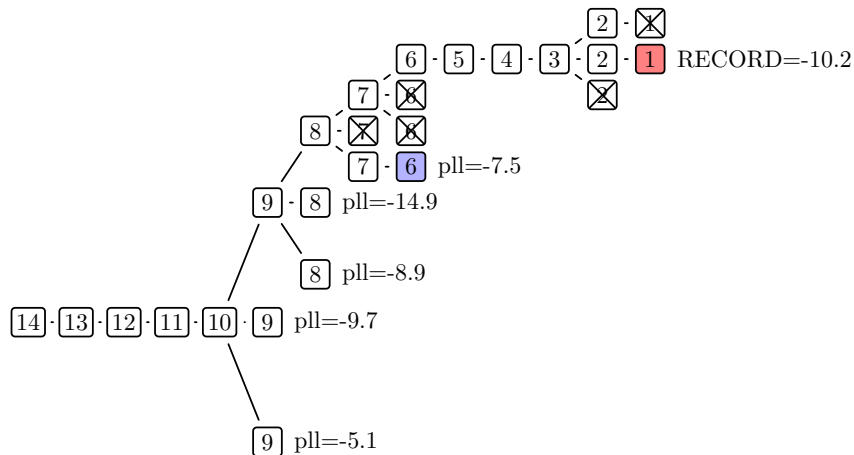 2 1
6 5 4 3 2 1 RECORD=-10.2
7 6 2
8 7 6
7 6 pll=-7.5
9 8 pll=-14.9
8 pll=-8.9
14 13 12 11 10 9 pll=-9.7
9 pll=-5.1